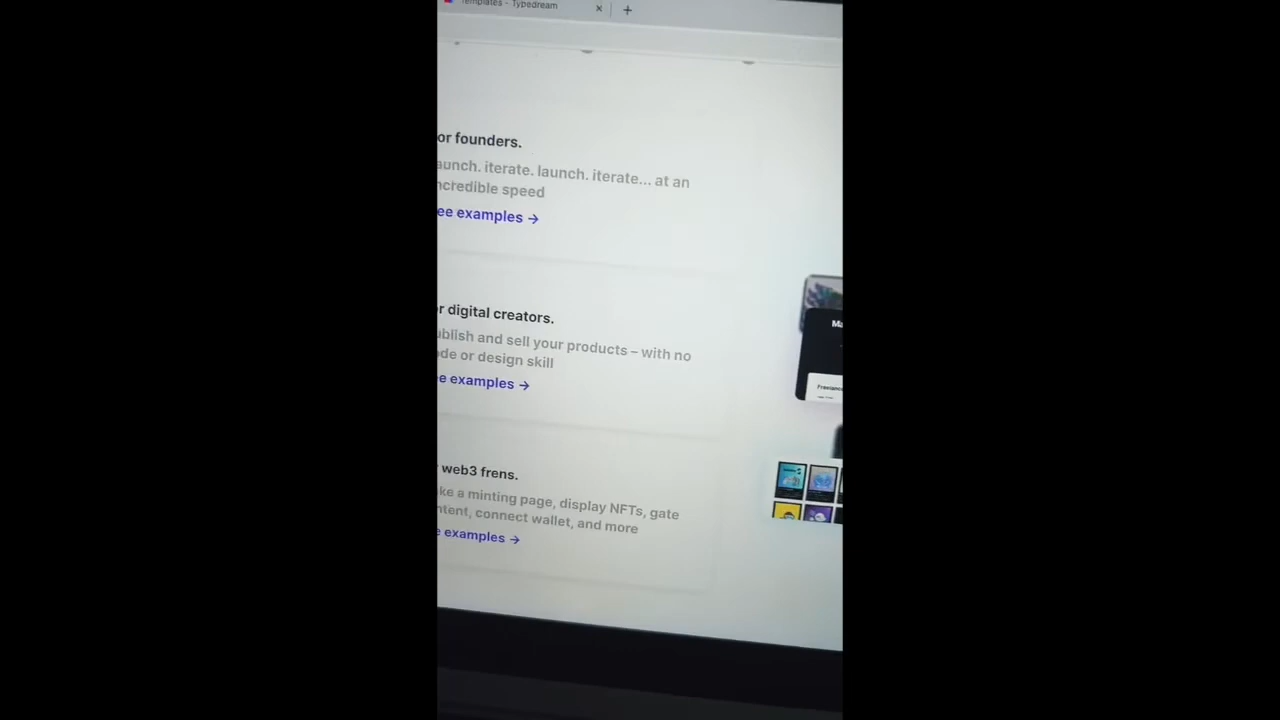 Templates - Typedream
or founders.
aunch. iterate. launch. iterate... at an
ncredible speed
ee examples →
r digital creators.
ublish and sell your products – with no
de or design skill
e examples →
web3 frens.
ke a minting page, display NFTs, gate
ntent, connect wallet, and more
e examples →
Ma
Freelance